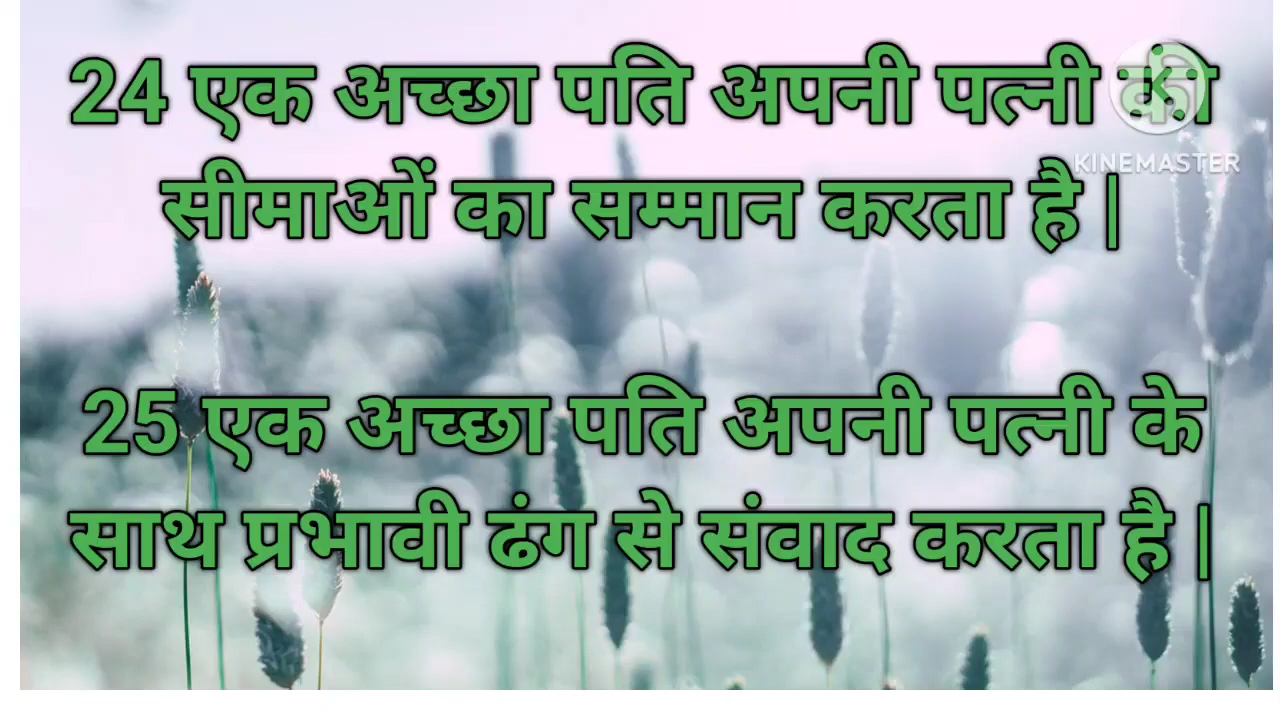 24 एक अच्छा पति अपनी पत्नी की
KINEMASTER
सीमाओं का सम्मान करता है |
25 एक अच्छा पति अपनी पत्नी के
साथ प्रभावी ढंग से संवाद करता है |